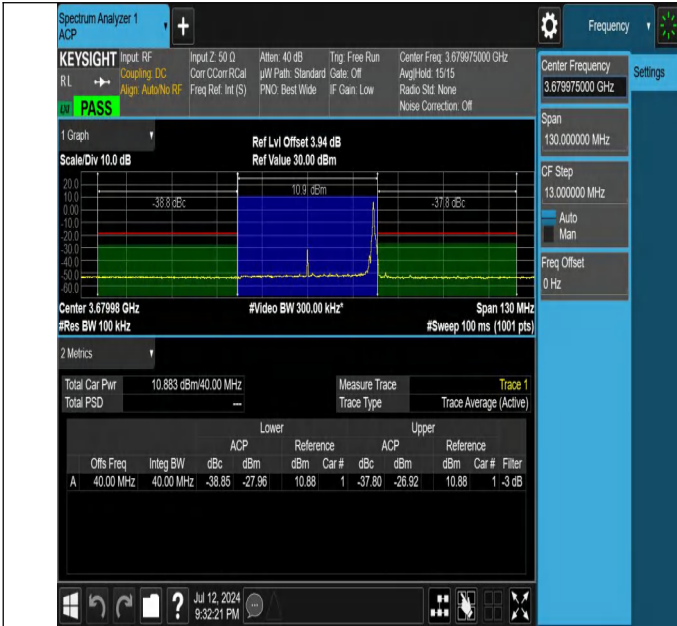 Spectrum Analyzer 1
ACP
Frequency
KEYSIGHT Input: RF Input Z: 50 Ω Atten: 40 dB Trig: Free Run Center Freq: 3.679975000 GHz
RL Coupling: DC Corr CCorr RCal µW Path: Standard Gate: Off Avg|Hold: 15/15
Align: Auto/No RF Freq Ref: Int (S) PNO: Best Wide IF Gain: Low Radio Std: None
PASS Noise Correction: Off
1 Graph
Ref Lvl Offset 3.94 dB
Scale/Div 10.0 dB Ref Value 30.00 dBm
20.0
10.0
0.00
-10.0
-20.0
-30.0
-40.0
-50.0
-60.0
-38.8 dBc 10.9 dBm -37.8 dBc
Center 3.67998 GHz #Video BW 300.00 kHz* Span 130 MHz
#Res BW 100 kHz #Sweep 100 ms (1001 pts)
2 Metrics
Total Car Pwr 10.883 dBm/40.00 MHz Measure Trace Trace 1
Total PSD --- Trace Type Trace Average (Active)
Lower Upper
ACP Reference ACP Reference
Offs Freq Integ BW dBc dBm dBm Car # dBc dBm dBm Car # Filter
A 40.00 MHz 40.00 MHz -38.85 -27.96 10.88 1 -37.80 -26.92 10.88 1 -3 dB
Jul 12, 2024
9:32:21 PM
Center Frequency
3.679975000 GHz
Settings
Span
130.000000 MHz
CF Step
13.000000 MHz
Auto
Man
Freq Offset
0 Hz